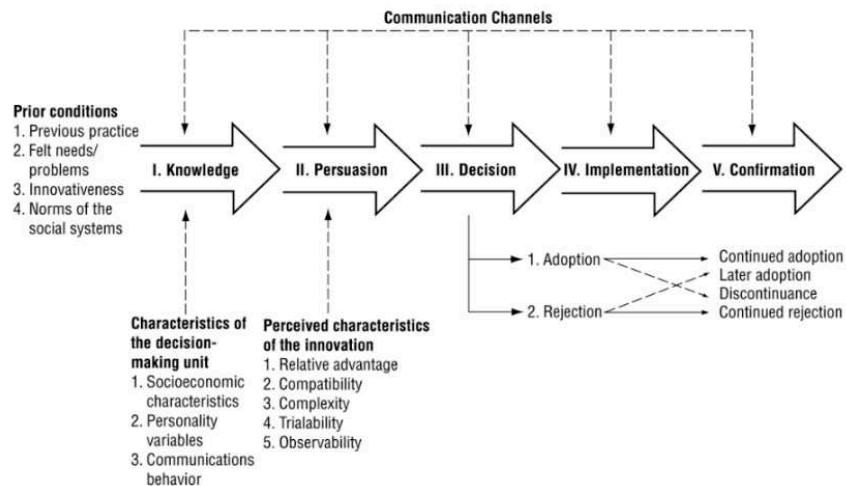 Communication Channels
Prior conditions
1. Previous practice
2. Felt needs/
problems
3. Innovativeness
4. Norms of the
social systems
I. Knowledge
II. Persuasion
III. Decision
IV. Implementation
V. Confirmation
1. Adoption
2. Rejection
Continued adoption
Later adoption
Discontinuance
Continued rejection
Characteristics of
the decision-
making unit
1. Socioeconomic
characteristics
2. Personality
variables
3. Communications
behavior
Perceived characteristics
of the innovation
1. Relative advantage
2. Compatibility
3. Complexity
4. Trialability
5. Observability